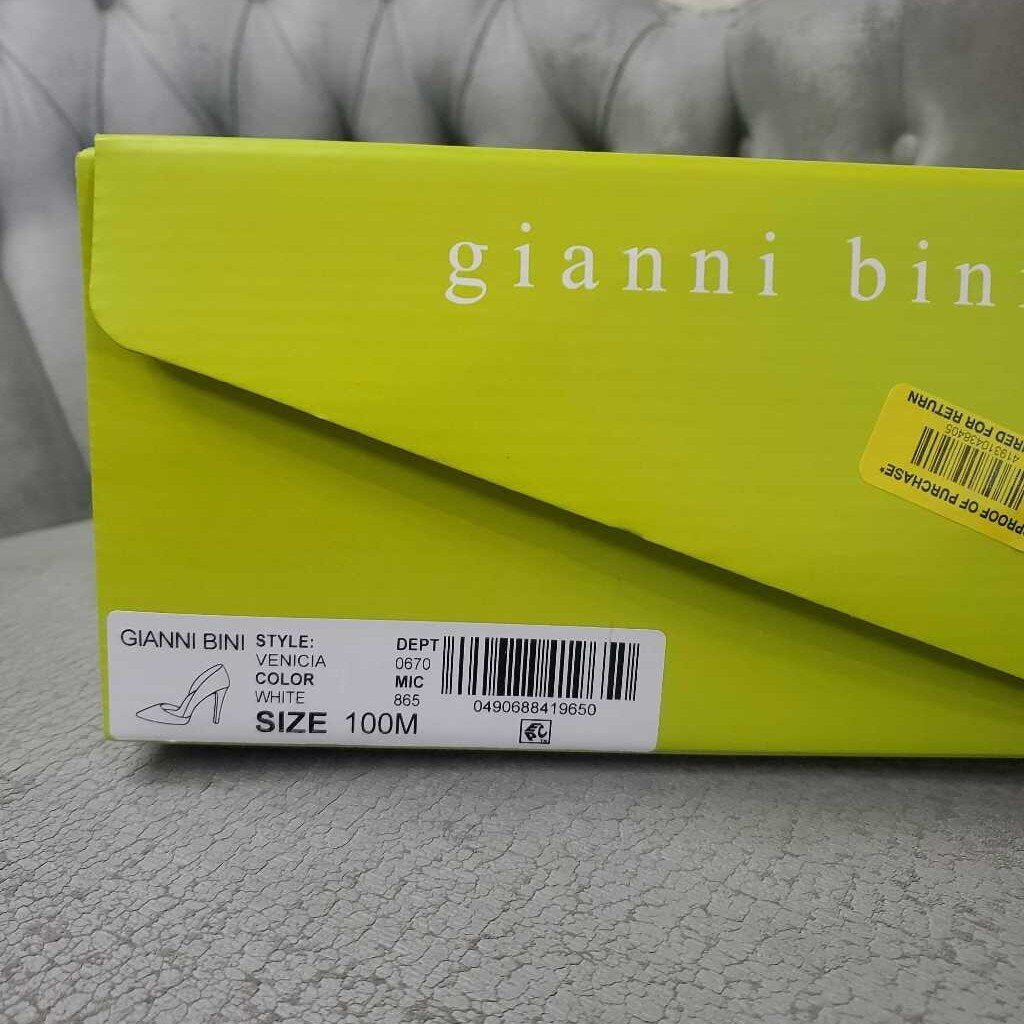 gianni bini
PROOF OF PURCHASE*
419310438405
RED FOR RETURN
GIANNI BINI
STYLE:
VENICIA
COLOR
WHITE
SIZE 100M
DEPT
0670
MIC
865
0490688419650